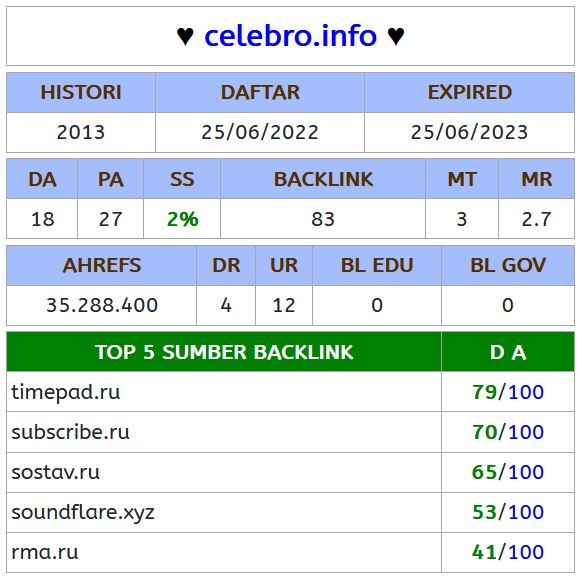 ♥ celebro.info ♥
HISTORI DAFTAR EXPIRED
2013 25/06/2022 25/06/2023
DA PA SS BACKLINK MT MR
18 27 2% 83 3 2.7
AHREFS DR UR BL EDU BL GOV
35.288.400 4 12 0 0
TOP 5 SUMBER BACKLINK D A
timepad.ru 79/100
subscribe.ru 70/100
sostav.ru 65/100
soundflare.xyz 53/100
rma.ru 41/100